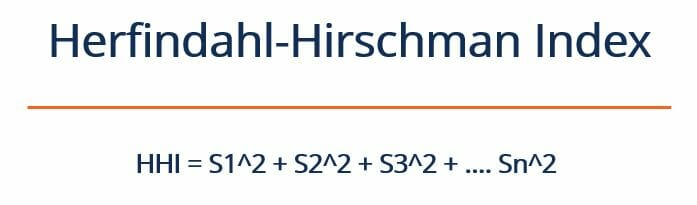 Herfindahl-Hirschman Index
HHI = S1^2 + S2^2 + S3^2 + .... Sn^2